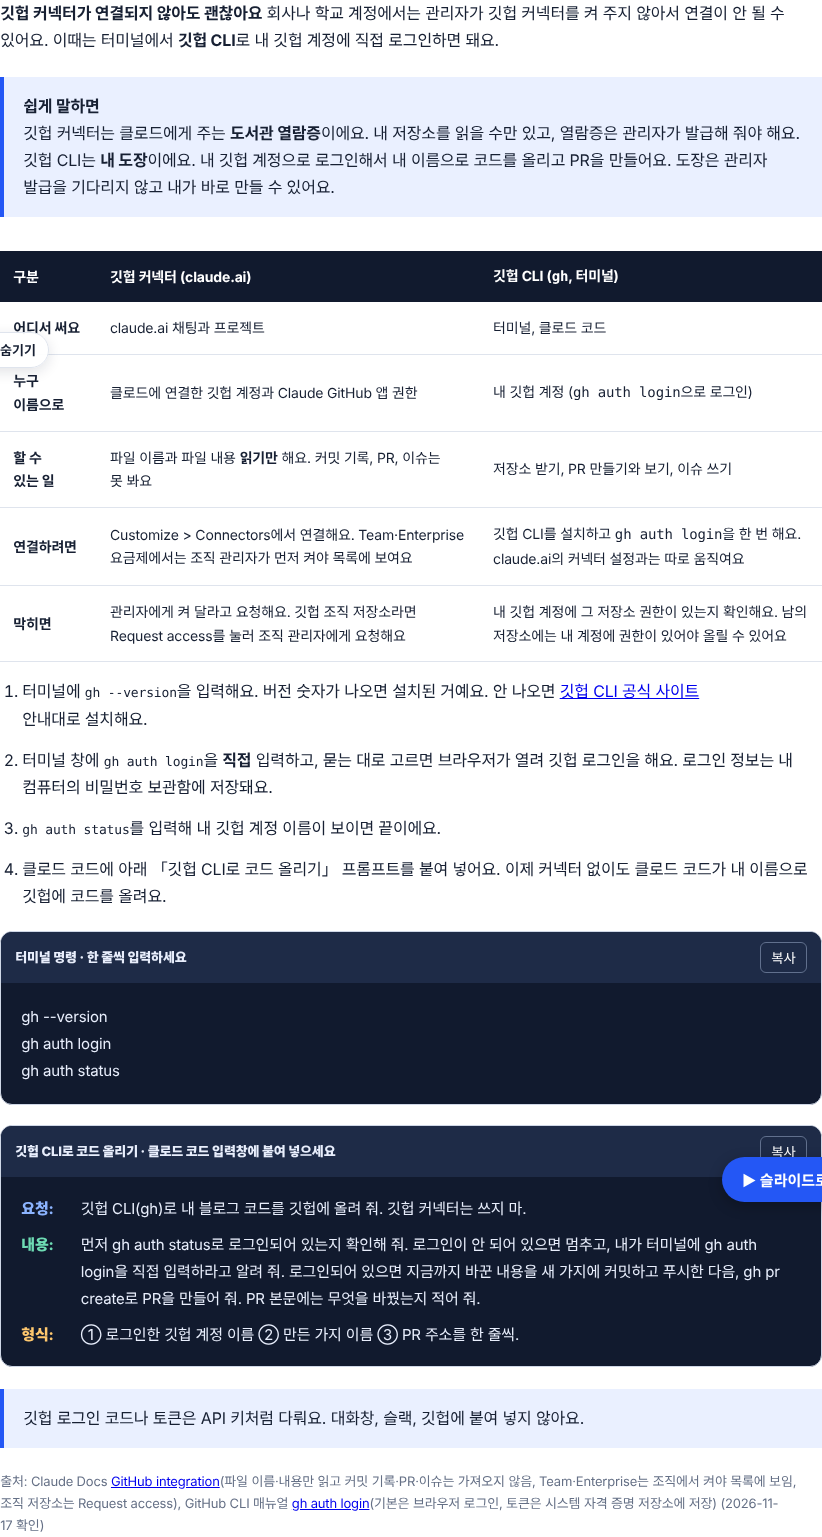 깃헙 커넥터가 연결되지 않아도 괜찮아요 회사나 학교 계정에서는 관리자가 깃헙 커넥터를 켜 주지 않아서 연결이 안 될 수
있어요. 이때는 터미널에서 깃헙 CLI로 내 깃헙 계정에 직접 로그인하면 돼요.
쉽게 말하면
깃헙 커넥터는 클로드에게 주는 도서관 열람증이에요. 내 저장소를 읽을 수만 있고, 열람증은 관리자가 발급해 줘야 해요.
깃헙 CLI는 내 도장이에요. 내 깃헙 계정으로 로그인해서 내 이름으로 코드를 올리고 PR을 만들어요. 도장은 관리자
발급을 기다리지 않고 내가 바로 만들 수 있어요.
구분 깃헙 커넥터 (claude.ai) 깃헙 CLI (gh, 터미널)
어디서 써요 claude.ai 채팅과 프로젝트 터미널, 클로드 코드
숨기기
누구
이름으로 클로드에 연결한 깃헙 계정과 Claude GitHub 앱 권한 내 깃헙 계정 (gh auth login으로 로그인)
할 수
있는 일 파일 이름과 파일 내용 읽기만 해요. 커밋 기록, PR, 이슈는
못 봐요 저장소 받기, PR 만들기와 보기, 이슈 쓰기
연결하려면 Customize > Connectors에서 연결해요. Team·Enterprise
요금제에서는 조직 관리자가 먼저 켜야 목록에 보여요 깃헙 CLI를 설치하고 gh auth login을 한 번 해요.
claude.ai의 커넥터 설정과는 따로 움직여요
막히면 관리자에게 켜 달라고 요청해요. 깃헙 조직 저장소라면
Request access를 눌러 조직 관리자에게 요청해요 내 깃헙 계정에 그 저장소 권한이 있는지 확인해요. 남의
저장소에는 내 계정에 권한이 있어야 올릴 수 있어요
1. 터미널에 gh --version을 입력해요. 버전 숫자가 나오면 설치된 거예요. 안 나오면 깃헙 CLI 공식 사이트
안내대로 설치해요.
2. 터미널 창에 gh auth login을 직접 입력하고, 묻는 대로 고르면 브라우저가 열려 깃헙 로그인을 해요. 로그인 정보는 내
컴퓨터의 비밀번호 보관함에 저장돼요.
3. gh auth status를 입력해 내 깃헙 계정 이름이 보이면 끝이에요.
4. 클로드 코드에 아래 「깃헙 CLI로 코드 올리기」 프롬프트를 붙여 넣어요. 이제 커넥터 없이도 클로드 코드가 내 이름으로
깃헙에 코드를 올려요.
터미널 명령 · 한 줄씩 입력하세요 복사
gh --version
gh auth login
gh auth status
깃헙 CLI로 코드 올리기 · 클로드 코드 입력창에 붙여 넣으세요 복사
▶ 슬라이드로
요청: 깃헙 CLI(gh)로 내 블로그 코드를 깃헙에 올려 줘. 깃헙 커넥터는 쓰지 마.
내용: 먼저 gh auth status로 로그인되어 있는지 확인해 줘. 로그인이 안 되어 있으면 멈추고, 내가 터미널에 gh auth
login을 직접 입력하라고 알려 줘. 로그인되어 있으면 지금까지 바꾼 내용을 새 가지에 커밋하고 푸시한 다음, gh pr
create로 PR을 만들어 줘. PR 본문에는 무엇을 바꿨는지 적어 줘.
형식: ① 로그인한 깃헙 계정 이름 ② 만든 가지 이름 ③ PR 주소를 한 줄씩.
깃헙 로그인 코드나 토큰은 API 키처럼 다뤄요. 대화창, 슬랙, 깃헙에 붙여 넣지 않아요.
출처: Claude Docs GitHub integration(파일 이름·내용만 읽고 커밋 기록·PR·이슈는 가져오지 않음, Team·Enterprise는 조직에서 켜야 목록에 보임,
조직 저장소는 Request access), GitHub CLI 매뉴얼 gh auth login(기본은 브라우저 로그인, 토큰은 시스템 자격 증명 저장소에 저장) (2026-11-
17 확인)